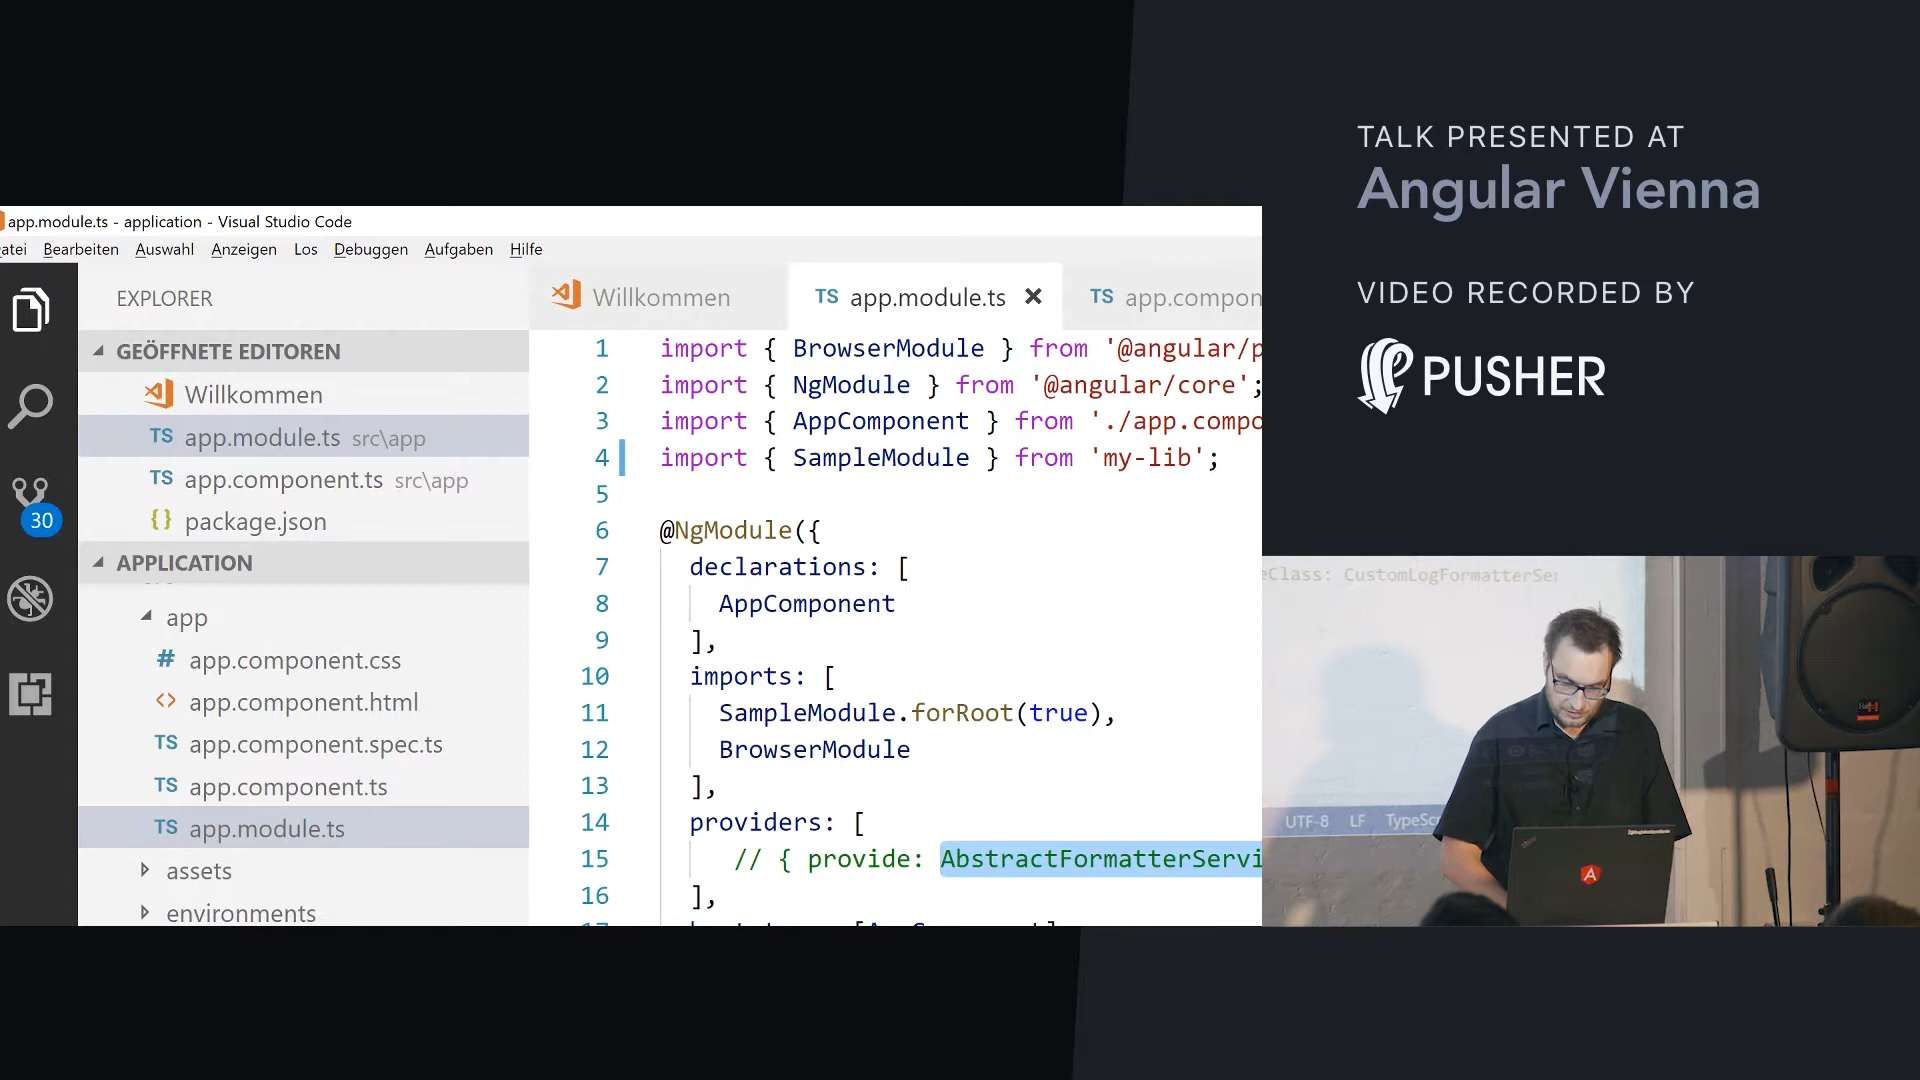 TALK PRESENTED AT
Angular Vienna
VIDEO RECORDED BY
PUSHER
app.module.ts - application - Visual Studio Code
atei Bearbeiten Auswahl Anzeigen Los Debuggen Aufgaben Hilfe
EXPLORER
GEÖFFNETE EDITOREN
Willkommen
app.module.ts src\app
app.component.ts src\app
{} package.json
30
APPLICATION
app
# app.component.css
<> app.component.html
TS app.component.spec.ts
TS app.component.ts
TS app.module.ts
assets
environments
Willkommen TS app.module.ts × TS app.compon
1 import { BrowserModule } from '@angular/p
2 import { NgModule } from '@angular/core';
3 import { AppComponent } from './app.compo
4 import { SampleModule } from 'my-lib';
5
6 @NgModule({
7 declarations: [
8 AppComponent
9 ],
10 imports: [
11 SampleModule.forRoot(true),
12 BrowserModule
13 ],
14 providers: [
15 // { provide: AbstractFormatterServi
16 ],
eClass: CustomLogFormatterSe
UTF-8 LF TypeSc